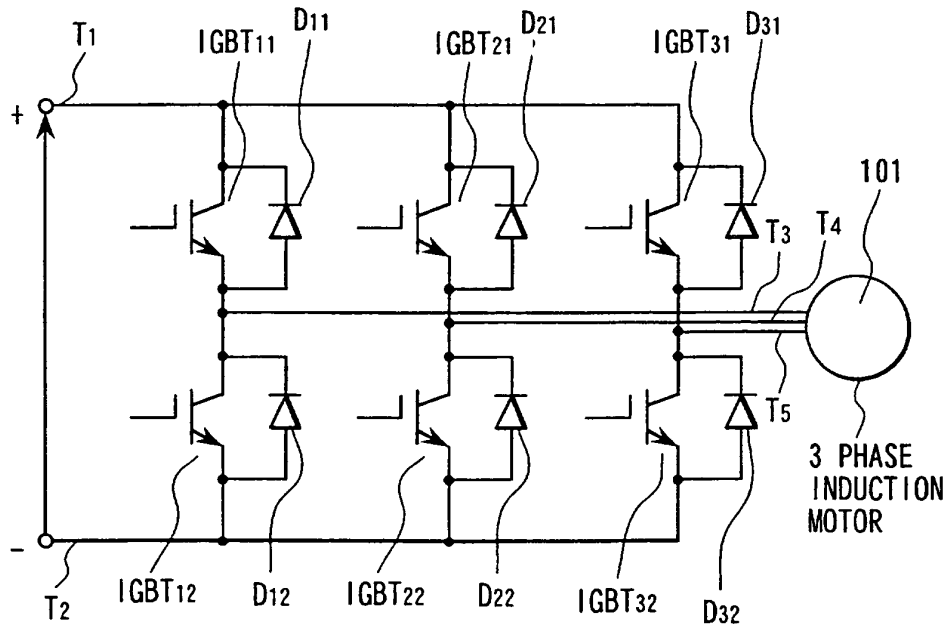 T1
IGBT11
D11
IGBT21
D21
IGBT31
D31
+
101
T3
T4
T5
3 PHASE
INDUCTION
MOTOR
-
T2
IGBT12
D12
IGBT22
D22
IGBT32
D32